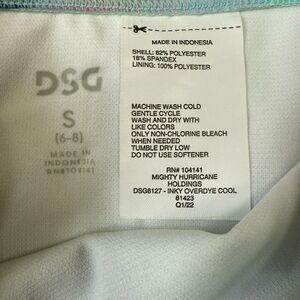 DSG
S
(6-8)
MADE IN
INDONESIA
RN#104141
MADE IN INDONESIA
SHELL: 82% POLYESTER
18% SPANDEX
LINING: 100% POLYESTER
MACHINE WASH COLD
GENTLE CYCLE
WASH AND DRY WITH
LIKE COLORS
ONLY NON-CHLORINE BLEACH
WHEN NEEDED
TUMBLE DRY LOW
DO NOT USE SOFTENER
RN# 104141
MIGHTY HURRICANE
HOLDINGS
DSG8127 - INKY OVERDYE COOL
81423
Q1/22